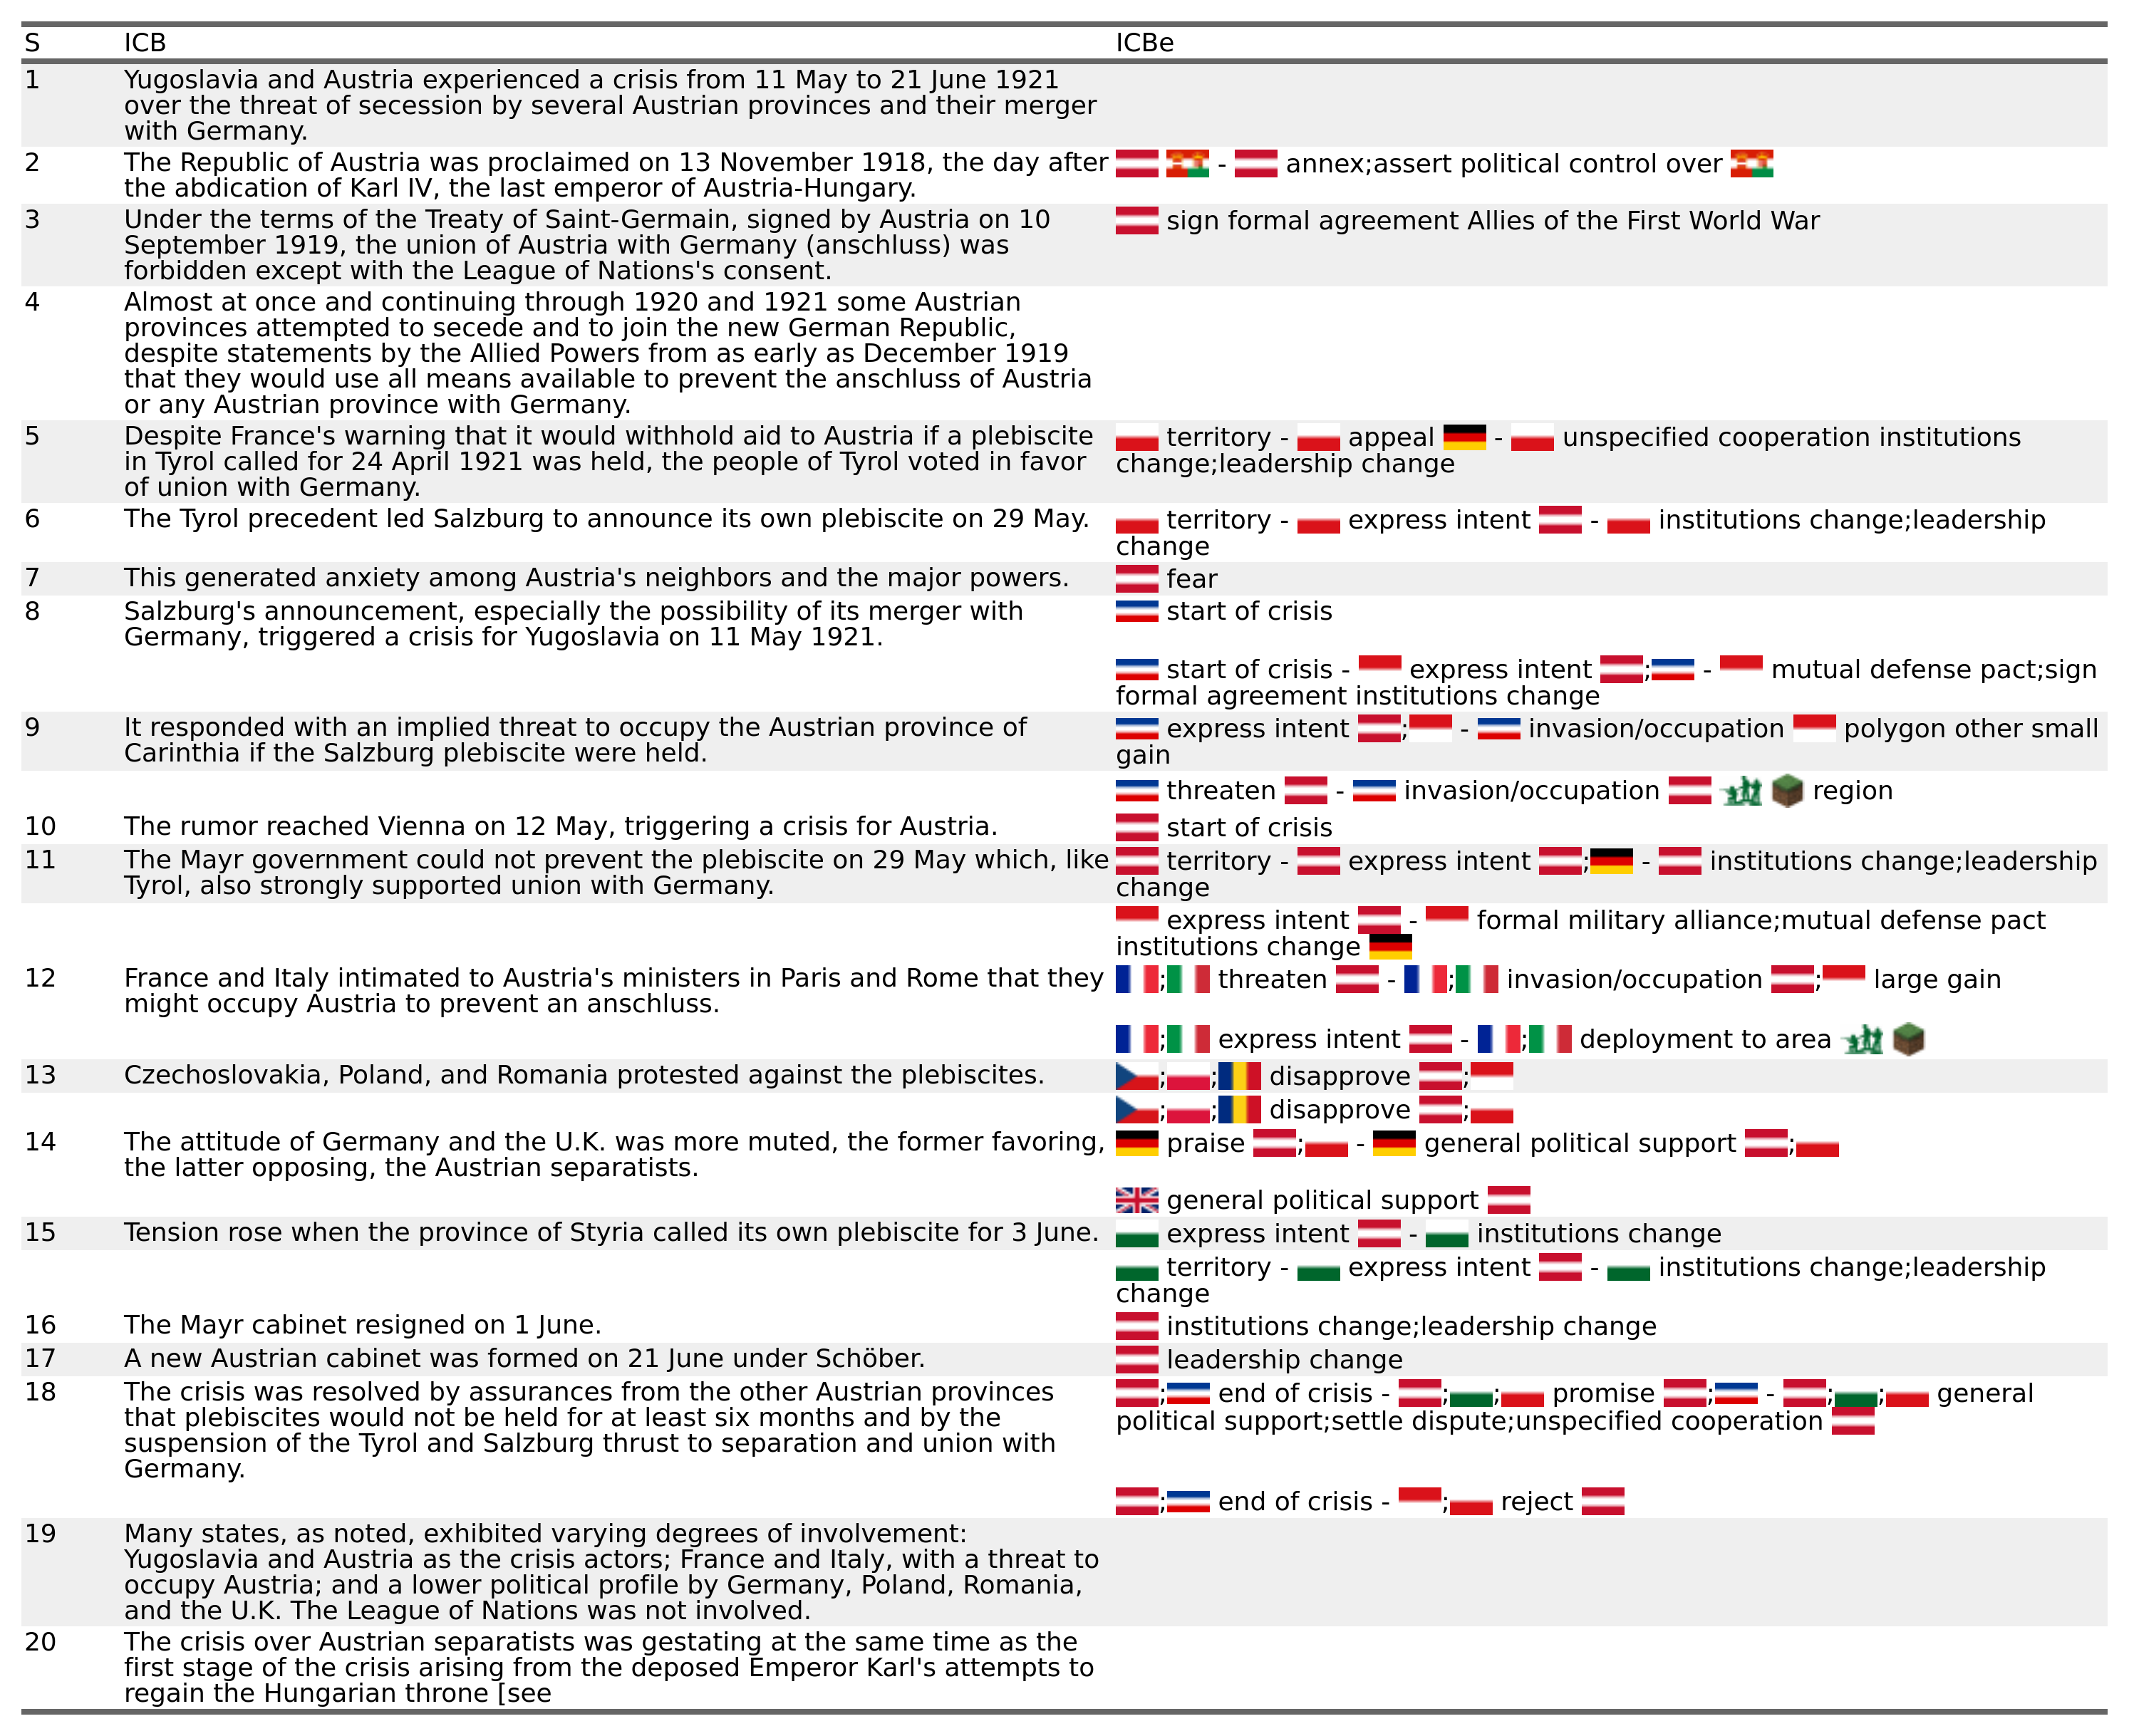 S ICB ICBe
1 Yugoslavia and Austria experienced a crisis from 11 May to 21 June 1921
over the threat of secession by several Austrian provinces and their merger
with Germany.
2 The Republic of Austria was proclaimed on 13 November 1918, the day after - annex;assert political control over
the abdication of Karl IV, the last emperor of Austria-Hungary.
3 Under the terms of the Treaty of Saint-Germain, signed by Austria on 10 sign formal agreement Allies of the First World War
September 1919, the union of Austria with Germany (anschluss) was
forbidden except with the League of Nations's consent.
4 Almost at once and continuing through 1920 and 1921 some Austrian
provinces attempted to secede and to join the new German Republic,
despite statements by the Allied Powers from as early as December 1919
that they would use all means available to prevent the anschluss of Austria
or any Austrian province with Germany.
5 Despite France's warning that it would withhold aid to Austria if a plebiscite territory - appeal - unspecified cooperation institutions
in Tyrol called for 24 April 1921 was held, the people of Tyrol voted in favor change;leadership change
of union with Germany.
6 The Tyrol precedent led Salzburg to announce its own plebiscite on 29 May. territory - express intent - institutions change;leadership
change
7 This generated anxiety among Austria's neighbors and the major powers. fear
8 Salzburg's announcement, especially the possibility of its merger with start of crisis
Germany, triggered a crisis for Yugoslavia on 11 May 1921.
start of crisis - express intent ; - mutual defense pact;sign
formal agreement institutions change
9 It responded with an implied threat to occupy the Austrian province of express intent ; - invasion/occupation polygon other small
Carinthia if the Salzburg plebiscite were held. gain
threaten - invasion/occupation region
10 The rumor reached Vienna on 12 May, triggering a crisis for Austria. start of crisis
11 The Mayr government could not prevent the plebiscite on 29 May which, like territory - express intent ; - institutions change;leadership
Tyrol, also strongly supported union with Germany. change
express intent - formal military alliance;mutual defense pact
institutions change
12 France and Italy intimated to Austria's ministers in Paris and Rome that they ; threaten - ; invasion/occupation ; large gain
might occupy Austria to prevent an anschluss.
; express intent - ; deployment to area
13 Czechoslovakia, Poland, and Romania protested against the plebiscites. ; ; disapprove ;
; ; disapprove ;
14 The attitude of Germany and the U.K. was more muted, the former favoring, praise ; - general political support ;
the latter opposing, the Austrian separatists.
general political support
15 Tension rose when the province of Styria called its own plebiscite for 3 June. express intent - institutions change
territory - express intent - institutions change;leadership
change
16 The Mayr cabinet resigned on 1 June. institutions change;leadership change
17 A new Austrian cabinet was formed on 21 June under Schöber. leadership change
18 The crisis was resolved by assurances from the other Austrian provinces ; end of crisis - ; ; promise ; - ; ; general
that plebiscites would not be held for at least six months and by the political support;settle dispute;unspecified cooperation
suspension of the Tyrol and Salzburg thrust to separation and union with
Germany.
; end of crisis - ; reject
19 Many states, as noted, exhibited varying degrees of involvement:
Yugoslavia and Austria as the crisis actors; France and Italy, with a threat to
occupy Austria; and a lower political profile by Germany, Poland, Romania,
and the U.K. The League of Nations was not involved.
20 The crisis over Austrian separatists was gestating at the same time as the
first stage of the crisis arising from the deposed Emperor Karl's attempts to
regain the Hungarian throne [see